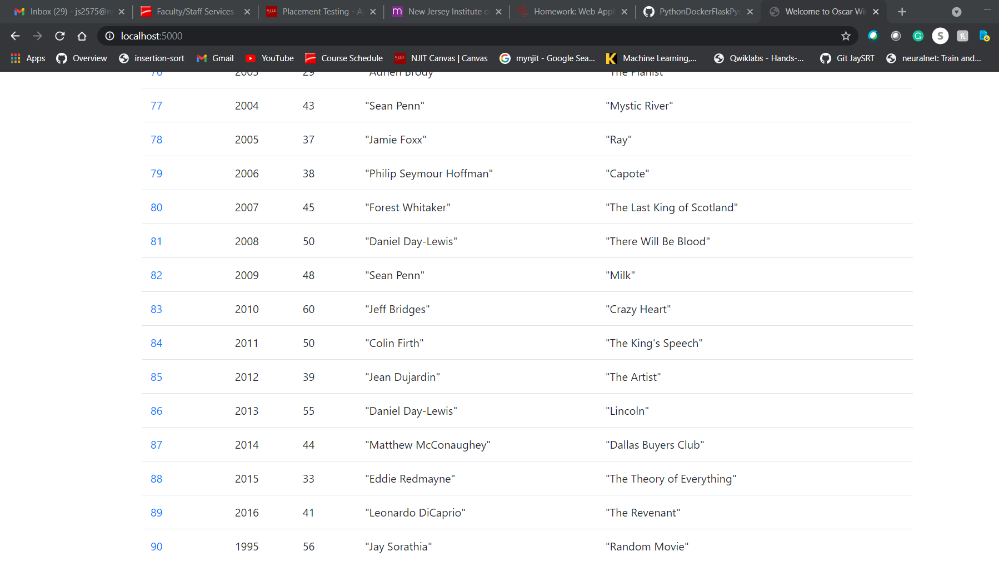 Inbox (29) - js2575@n
Faculty/Staff Services
Placement Testing - A
New Jersey Institute o
Homework: Web Appl
PythonDockerFlaskPyc
Welcome to Oscar Wi
localhost:5000
S
Apps
Overview
insertion-sort
Gmail
YouTube
Course Schedule
NJIT
NJIT Canvas | Canvas
mynjit - Google Sea...
Machine Learning,...
Qwiklabs - Hands-...
Git JaySRT
neuralnet: Train and...
76 2003 29 "Adrien Brody" "The Pianist"
77 2004 43 "Sean Penn" "Mystic River"
78 2005 37 "Jamie Foxx" "Ray"
79 2006 38 "Philip Seymour Hoffman" "Capote"
80 2007 45 "Forest Whitaker" "The Last King of Scotland"
81 2008 50 "Daniel Day-Lewis" "There Will Be Blood"
82 2009 48 "Sean Penn" "Milk"
83 2010 60 "Jeff Bridges" "Crazy Heart"
84 2011 50 "Colin Firth" "The King's Speech"
85 2012 39 "Jean Dujardin" "The Artist"
86 2013 55 "Daniel Day-Lewis" "Lincoln"
87 2014 44 "Matthew McConaughey" "Dallas Buyers Club"
88 2015 33 "Eddie Redmayne" "The Theory of Everything"
89 2016 41 "Leonardo DiCaprio" "The Revenant"
90 1995 56 "Jay Sorathia" "Random Movie"